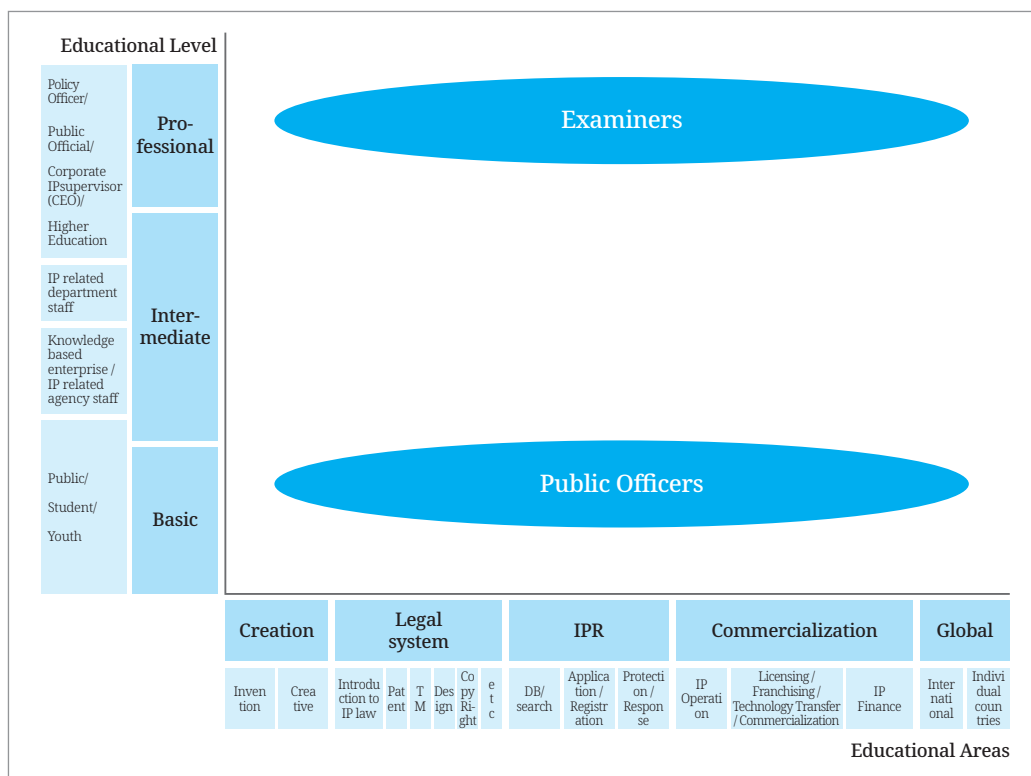 Educational Level
Policy
Officer/
Public
Official/
Corporate
IPsupervisor
(CEO)/
Higher
Education
IP related
department
staff
Knowledge
based
enterprise /
IP related
agency staff
Public/
Student/
Youth
Pro-
fessional
Inter-
mediate
Basic
Examiners
Public Officers
Creation
Legal
system
IPR
Commercialization
Global
Inven
tion
Crea
tive
Introdu
ction to
IP law
Pat
ent
T
M
Des
ign
Co
py
Ri-
ght
e
t
c
DB/
search
Applica
tion /
Registr
ation
Protecti
on /
Respon
se
IP
Operati
on
Licensing /
Franchising /
Technology Transfer
/ Commercialization
IP
Finance
Inter
nati
onal
Indivi
dual
coun
tries
Educational Areas